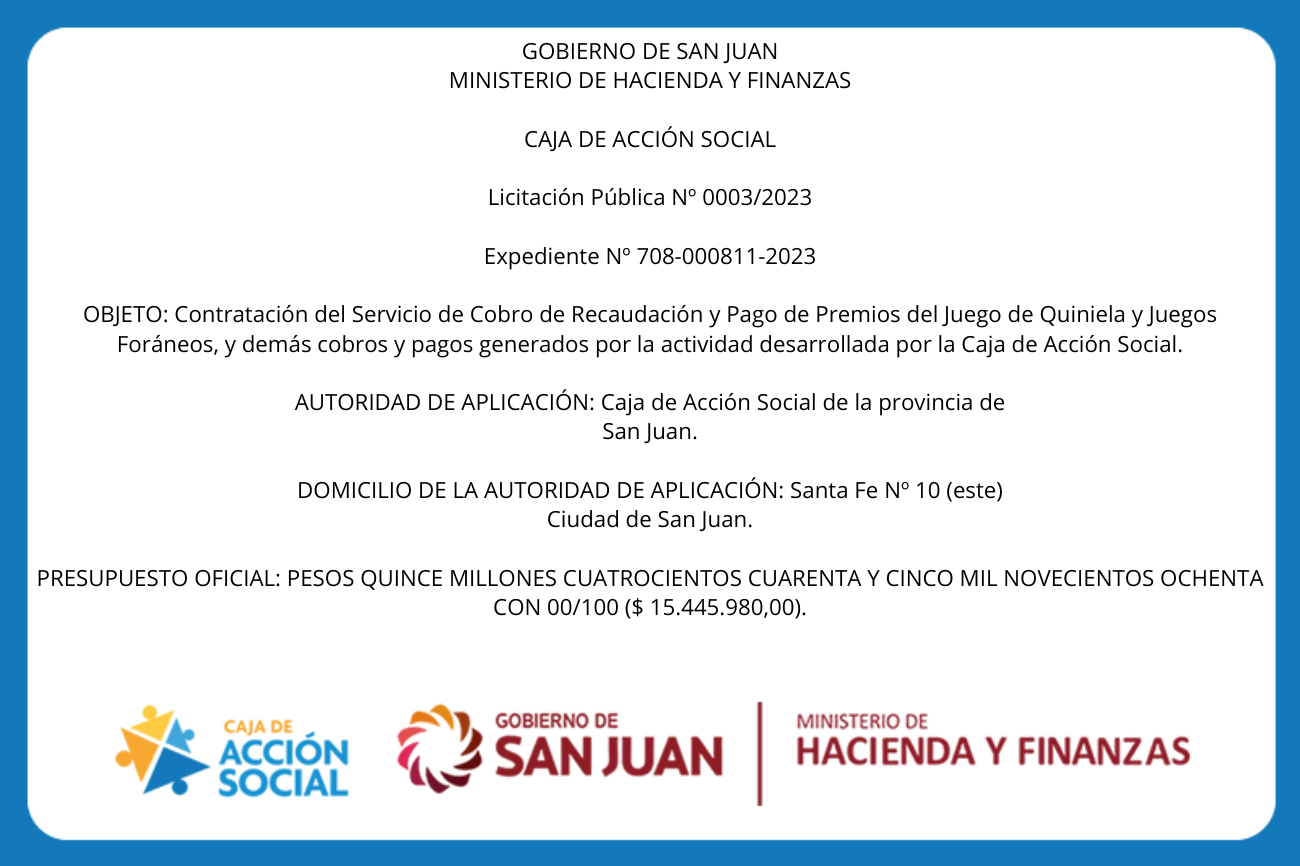 GOBIERNO DE SAN JUAN
MINISTERIO DE HACIENDA Y FINANZAS
CAJA DE ACCIÓN SOCIAL
Licitación Pública Nº 0003/2023
Expediente Nº 708-000811-2023
OBJETO: Contratación del Servicio de Cobro de Recaudación y Pago de Premios del Juego de Quiniela y Juegos
Foráneos, y demás cobros y pagos generados por la actividad desarrollada por la Caja de Acción Social.
AUTORIDAD DE APLICACIÓN: Caja de Acción Social de la provincia de
San Juan.
DOMICILIO DE LA AUTORIDAD DE APLICACIÓN: Santa Fe Nº 10 (este)
Ciudad de San Juan.
PRESUPUESTO OFICIAL: PESOS QUINCE MILLONES CUATROCIENTOS CUARENTA Y CINCO MIL NOVECIENTOS OCHENTA
CON 00/100 ($ 15.445.980,00).
CAJA DE
ACCIÓN
SOCIAL
GOBIERNO DE
SAN JUAN
MINISTERIO DE
HACIENDA Y FINANZAS